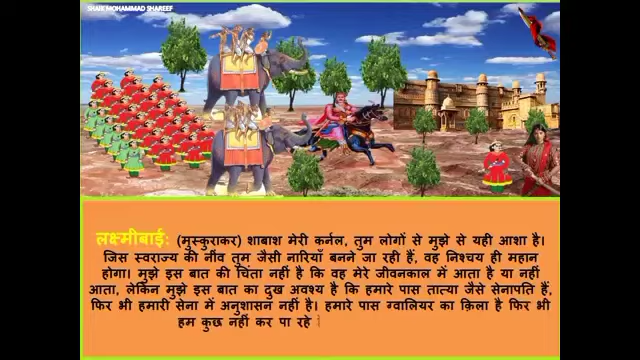 SHAIK MOHAMMAD SHAREEF
लक्ष्मीबाई: (मुस्कुराकर) शाबाश मेरी कर्नल, तुम लोगों से मुझे से यही आशा है।
जिस स्वराज्य की नींव तुम जैसी नारियाँ बनने जा रही हैं, वह निश्चय ही महान
होगा। मुझे इस बात की चिंता नहीं है कि वह मेरे जीवनकाल में आता है या नहीं
आता, लेकिन मुझे इस बात का दुख अवश्य है कि हमारे पास तात्या जैसे सेनापति हैं,
फिर भी हमारी सेना में अनुशासन नहीं है। हमारे पास ग्वालियर का क़िला है फिर भी
हम कुछ नहीं कर पा रहे